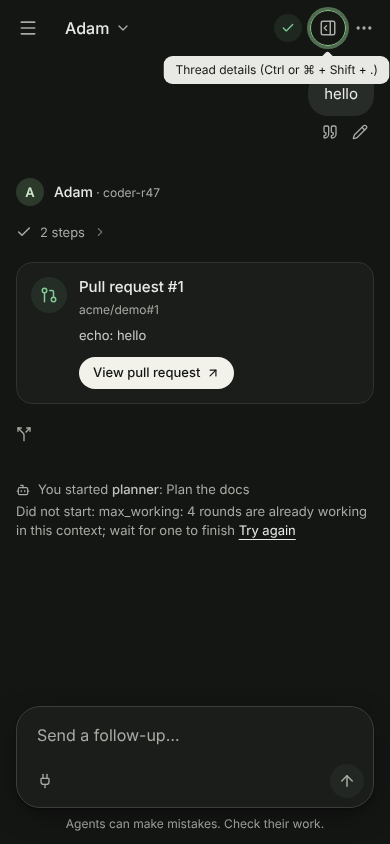 Adam
Thread details (Ctrl or ⌘ + Shift + .)
hello
A
Adam · coder-r47
2 steps
Pull request #1
acme/demo#1
echo: hello
View pull request
You started planner: Plan the docs
Did not start: max_working: 4 rounds are already working
in this context; wait for one to finish Try again
Send a follow-up...
Agents can make mistakes. Check their work.